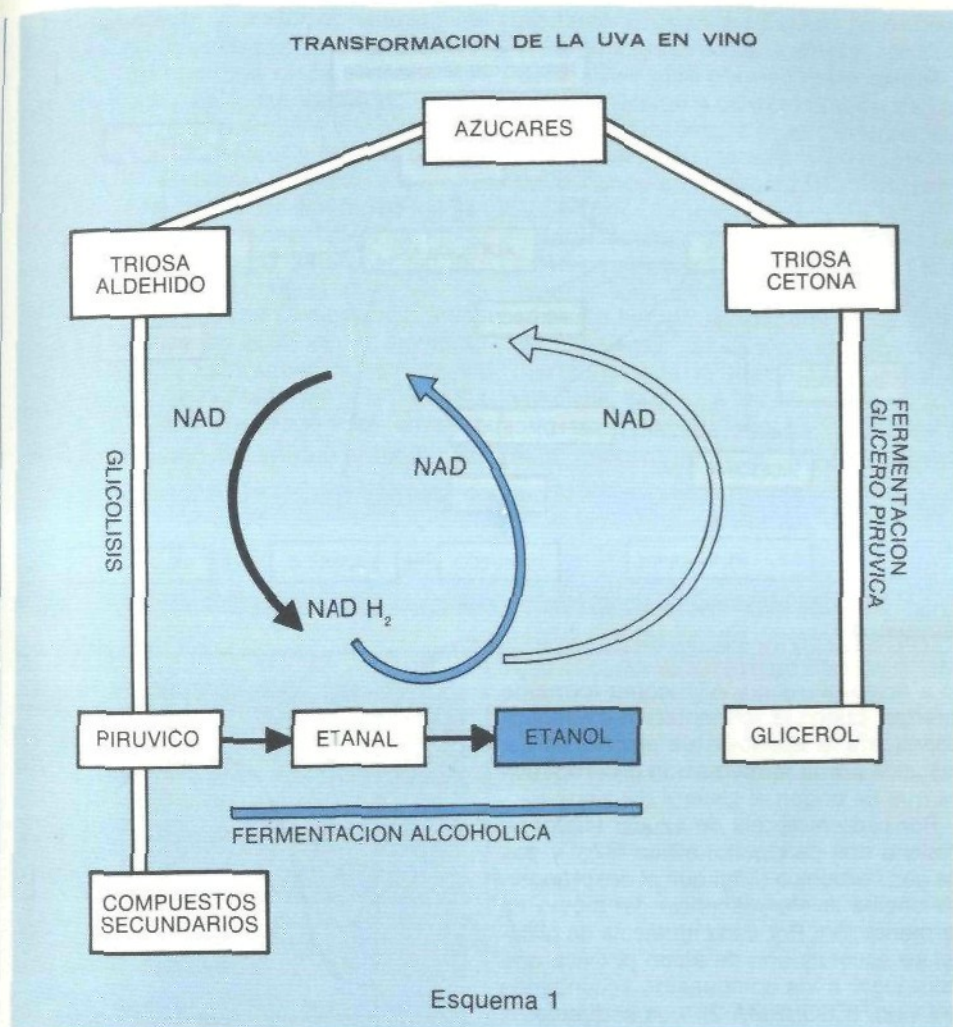 TRANSFORMACION DE LA UVA EN VINO
AZUCARES
TRIOSA
ALDEHIDO
TRIOSA
CETONA
NAD
NAD
NAD
GLICOLISIS
FERMENTACION
GLICERO PIRUVICA
NAD H₂
PIRUVICO
ETANAL
ETANOL
GLICEROL
FERMENTACION ALCOHOLICA
COMPUESTOS
SECUNDARIOS
Esquema 1